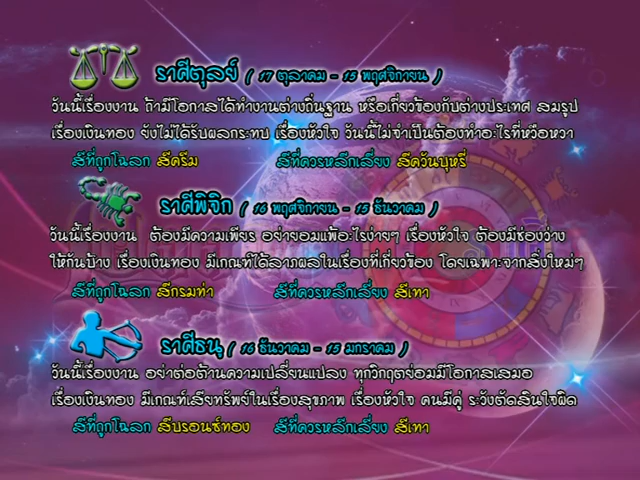 ราศีตุลย์ ( 17 ตุลาคม - 15 พฤศจิกายน )
วันนี้เรื่องงาน ถ้ามีโอกาสได้ทำงานต่างถิ่นฐาน หรือเกี่ยวข้องกับต่างประเทศ สมรูป
เรื่องเงินทอง ยังไม่ได้รับผลกระทบ เรื่องหัวใจ วันนี้ไม่จำเป็นต้องทำอะไรที่หวือหวา
สีที่ถูกโฉลก สีครีม สีที่ควรหลีกเลี่ยง สีควันบุหรี่
ราศีพิจิก ( 16 พฤศจิกายน - 15 ธันวาคม )
วันนี้เรื่องงาน ต้องมีความเพียร อย่ายอมแพ้อะไรง่ายๆ เรื่องหัวใจ ต้องมีช่องว่าง
ให้กันบ้าง เรื่องเงินทอง มีเกณฑ์ได้ลาภผลในเรื่องที่เกี่ยวข้อง โดยเฉพาะจากสิ่งใหม่ๆ
สีที่ถูกโฉลก สีกรมท่า สีที่ควรหลีกเลี่ยง สีเทา
ราศีธนู ( 16 ธันวาคม - 15 มกราคม )
วันนี้เรื่องงาน อย่าต่อต้านความเปลี่ยนแปลง ทุกวิกฤตย่อมมีโอกาสเสมอ
เรื่องเงินทอง มีเกณฑ์เสียทรัพย์ในเรื่องสุขภาพ เรื่องหัวใจ คนมีคู่ ระวังตัดสินใจผิด
สีที่ถูกโฉลก สีบรอนซ์ทอง สีที่ควรหลีกเลี่ยง สีเทา